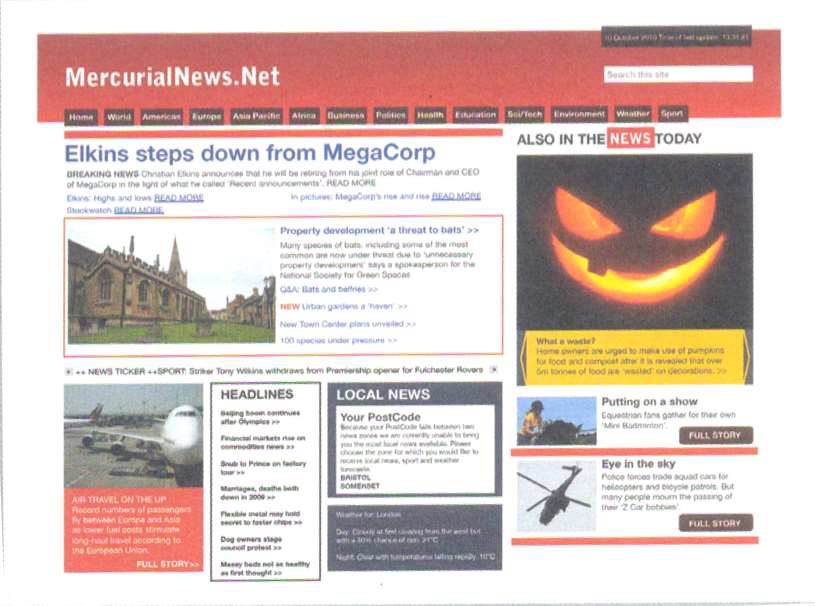 10 October 2010 Time of last update: 13:31:41
MercurialNews.Net
Search this site
Home World Americas Europe Asia Pacific Africa Business Politics Health Education Sci/Tech Environment Weather Sport
Elkins steps down from MegaCorp
BREAKING NEWS Christian Elkins announces that he will be retiring from his joint role of Chairman and CEO
of MegaCorp in the light of what he called 'Recent announcements'. READ MORE
Elkins: Highs and lows READ MORE
In pictures: MegaCorp's rise and rise READ MORE
Stockwatch READ MORE
Property development 'a threat to bats' >>
Many species of bats, including some of the most
common are now under threat due to 'unnecessary
property development' says a spokesperson for the
National Society for Green Spaces
Q&A: Bats and belfries >>
NEW Urban gardens a 'haven' >>
New Town Center plans unveiled >>
100 species under pressure >>
++ NEWS TICKER ++SPORT: Striker Tony Wilkins withdraws from Premiership opener for Fulchester Rovers
AIR TRAVEL ON THE UP
Record numbers of passengers
fly between Europe and Asia
as lower fuel costs stimulate
long-haul travel according to
the European Union.
FULL STORY>>
HEADLINES
Beijing boom continues
after Olympics >>
Financial markets rise on
commodities news >>
Snub to Prince on factory
tour >>
Marriages, deaths both
down in 2009 >>
Flexible metal may hold
secret to faster chips >>
Dog owners stage
council protest >>
Messy beds not as healthy
as first thought >>
LOCAL NEWS
Your PostCode
Because your PostCode falls between two
news zones we are currently unable to bring
you the most local news available. Please
choose the zone for which you would like to
receive local news, sport and weather
forecasts
BRISTOL
SOMERSET
Weather for: London
Day: Cloudy at first clearing from the west but
with a 40% chance of rain. 21°C
Night: Clear with temperatures falling rapidly. 10°C
ALSO IN THE NEWS TODAY
What a waste?
Home owners are urged to make use of pumpkins
for food and compost after it is revealed that over
5m tonnes of food are 'wasted' on decorations. >>
Putting on a show
Equestrian fans gather for their own
'Mini Badminton'.
FULL STORY
Eye in the sky
Police forces trade squad cars for
helicopters and bicycle patrols. But
many people mourn the passing of
their 'Z Car bobbies'.
FULL STORY